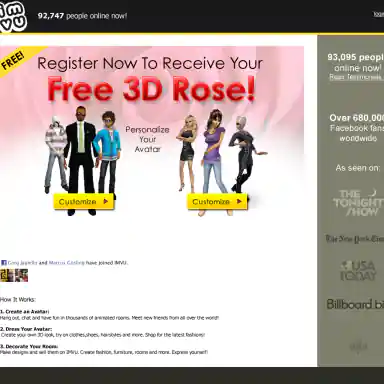 IMVU
92,747 people online now!
FREE!
Register Now To Receive Your
Free 3D Rose!
Personalize
Your
Avatar
Customize
Customize
and Marcus Gosling have joined IMVU.
How It Works:
1. Create an Avatar:
Hang out, chat and have fun in thousands of animated rooms. Meet new friends from all over the world!
2. Dress Your Avatar:
Create your own 3D look, try on clothes, shoes, hairstyles and more. Shop for the latest fashions!
3. Decorate Your Room:
Make designs and sell them on IMVU. Create fashion, furniture, rooms and more. Express yourself!
93,095 people
online now!
Read Testimonials
Over 680,000
Facebook fans
worldwide
As seen on:
THE
TONIGHT
SHOW
The New York Times
USA
TODAY
Billboard.bi